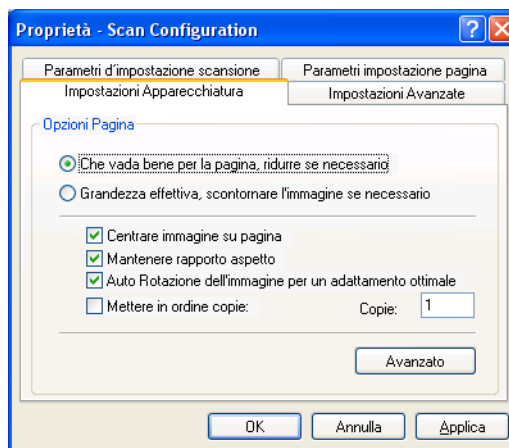 Proprietà - Scan Configuration
Parametri d'impostazione scansione
Parametri impostazione pagina
Impostazioni Apparecchiatura
Impostazioni Avanzate
Opzioni Pagina
Che vada bene per la pagina, ridurre se necessario
Grandezza effettiva, scontornare l'immagine se necessario
Centrare immagine su pagina
Mantenere rapporto aspetto
Auto Rotazione dell'immagine per un adattamento ottimale
Mettere in ordine copie: Copie: 1
Avanzato
OK Annulla Applica